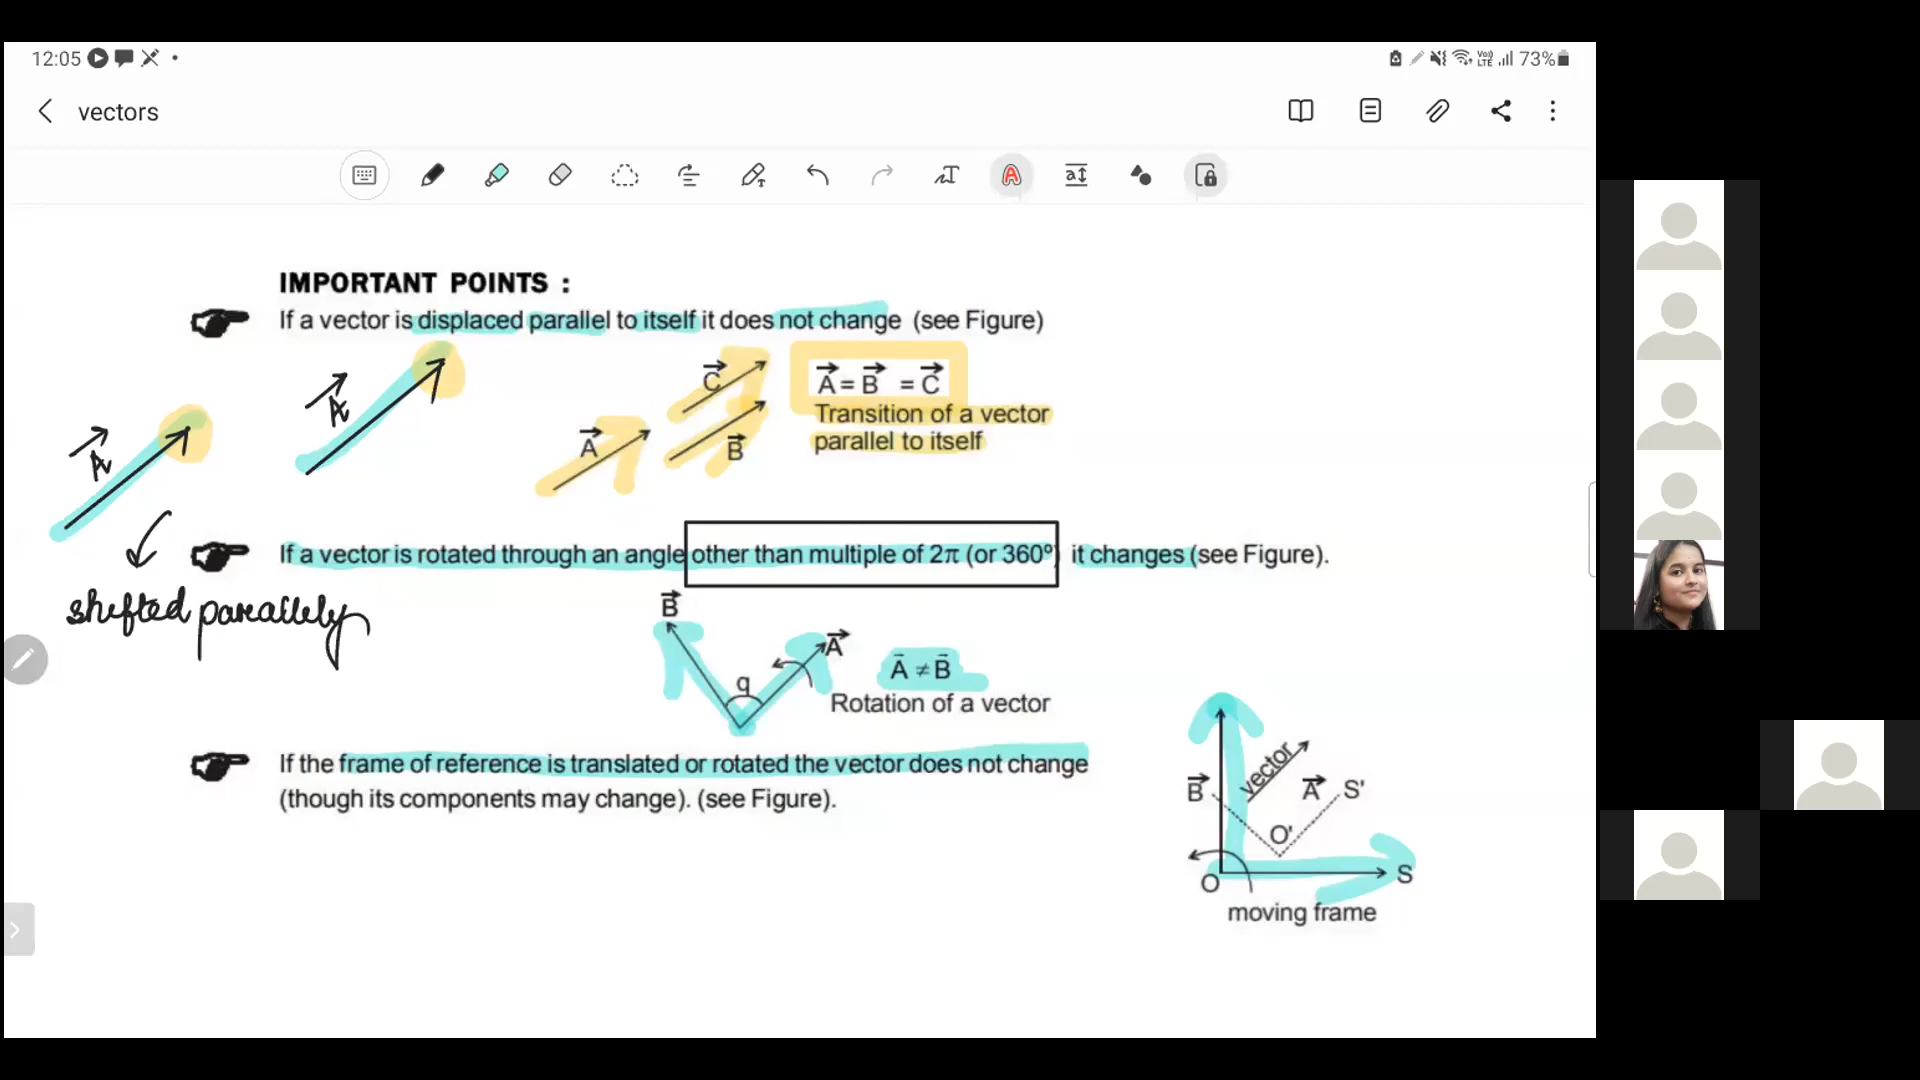 12:05
VoD LTE 73%
vectors
IMPORTANT POINTS :
If a vector is displaced parallel to itself it does not change (see Figure)
A
A
A
C
B
A = B = C
Transition of a vector
parallel to itself
If a vector is rotated through an angle other than multiple of 2π (or 360º) it changes (see Figure).
shifted parallely
B
A
q
A ≠ B
Rotation of a vector
If the frame of reference is translated or rotated the vector does not change
(though its components may change). (see Figure).
vector
B
A
S'
O'
O
S
moving frame